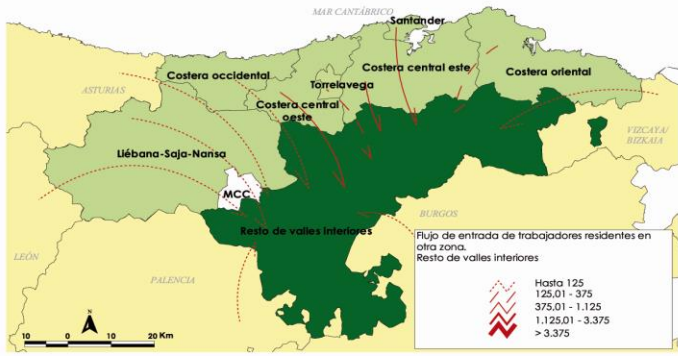 MAR CANTÁBRICO
Santander
Costera occidental
Costera central este
Costera oriental
Torrelavega
ASTURIAS
Costera central
oeste
VIZCAYA/
BIZKAIA
Liébana-Saja-Nansa
MCC
BURGOS
Resto de valles interiores
LEÓN
PALENCIA
Flujo de entrada de trabajadores residentes en
otra zona.
Resto de valles interiores
Hasta 125
125,01 - 375
375,01 - 1.125
1.125,01 - 3.375
> 3.375
N
10 0 10 20 Km